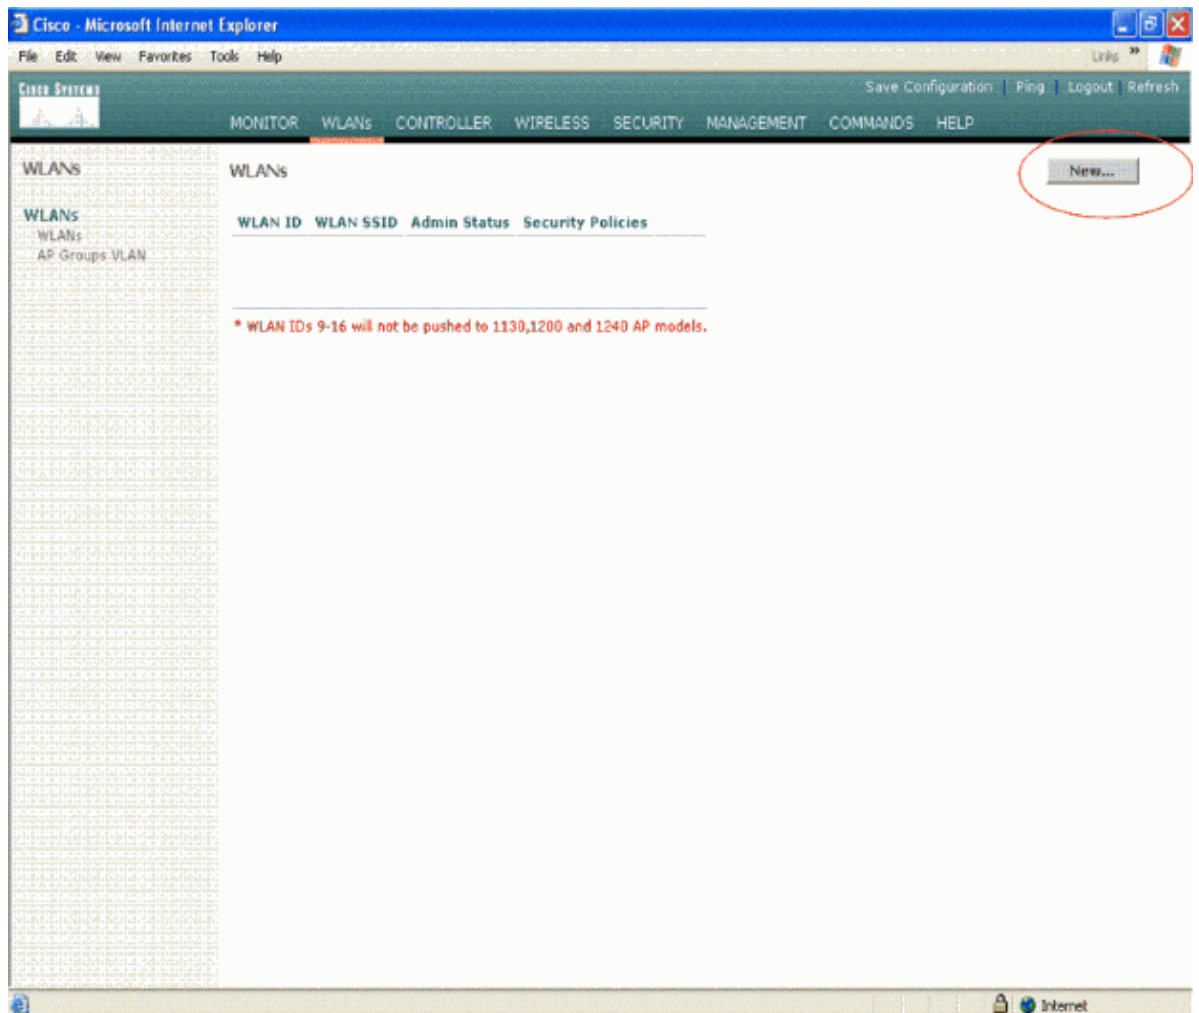 Cisco - Microsoft Internet Explorer
File Edit View Favorites Tools Help
Links »
CISCO SYSTEMS
Save Configuration | Ping | Logout | Refresh
MONITOR WLANs CONTROLLER WIRELESS SECURITY MANAGEMENT COMMANDS HELP
WLANs
WLANs
WLANs
AP Groups VLAN
WLANs
New...
WLAN ID WLAN SSID Admin Status Security Policies
* WLAN IDs 9-16 will not be pushed to 1130,1200 and 1240 AP models.
Internet